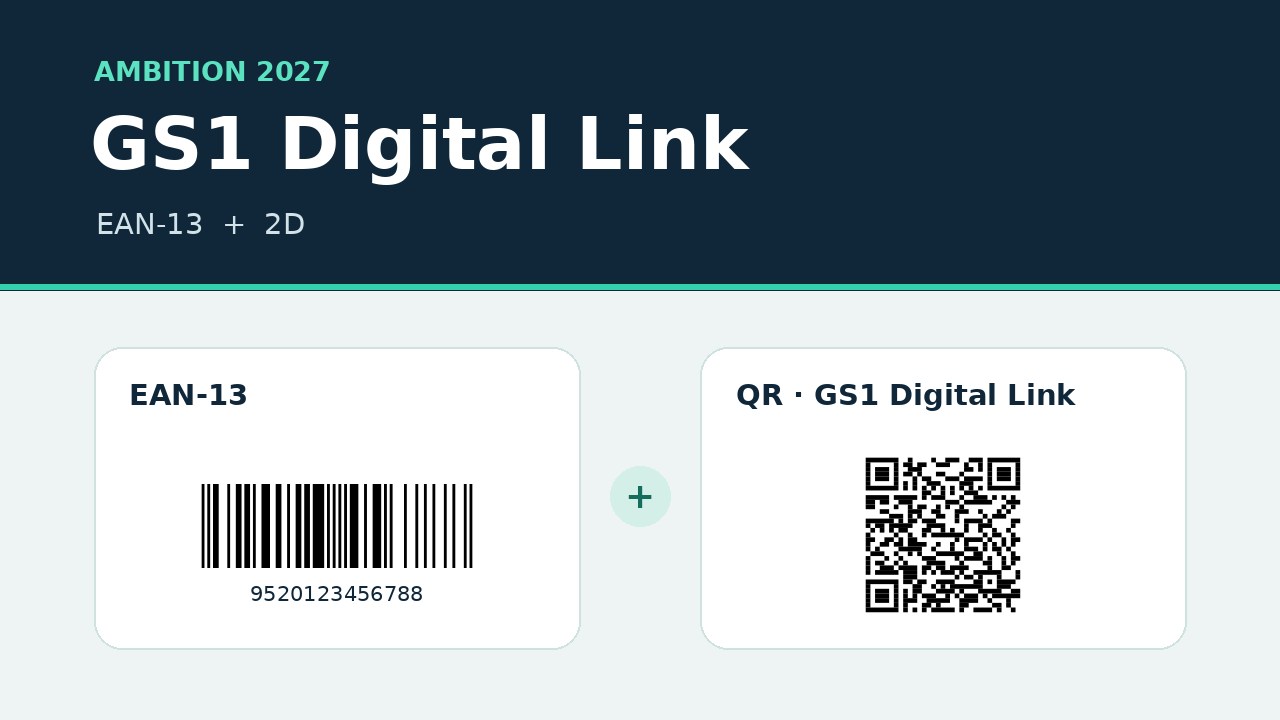 AMBITION 2027
GS1 Digital Link
EAN-13 + 2D
EAN-13
9520123456788
+
QR · GS1 Digital Link